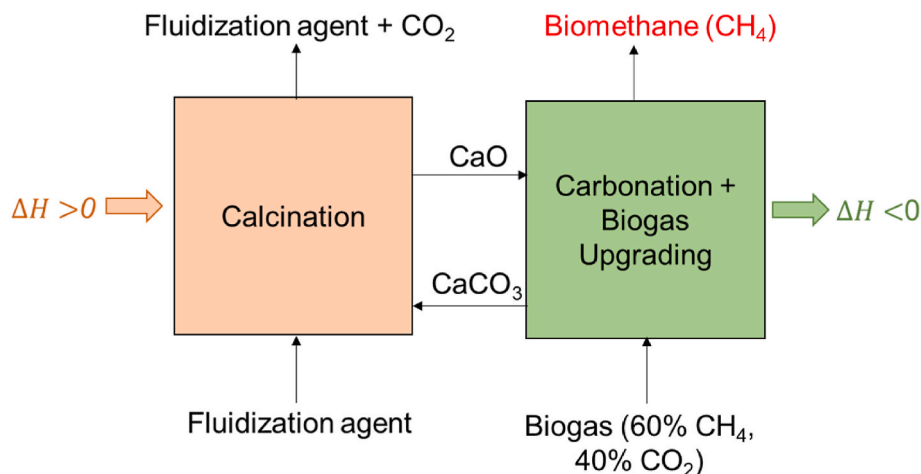 Fluidization agent + CO₂
Biomethane (CH₄)
CaO
ΔH >0
Calcination
Carbonation +
Biogas
Upgrading
ΔH <0
CaCO₃
Fluidization agent
Biogas (60% CH₄,
40% CO₂)